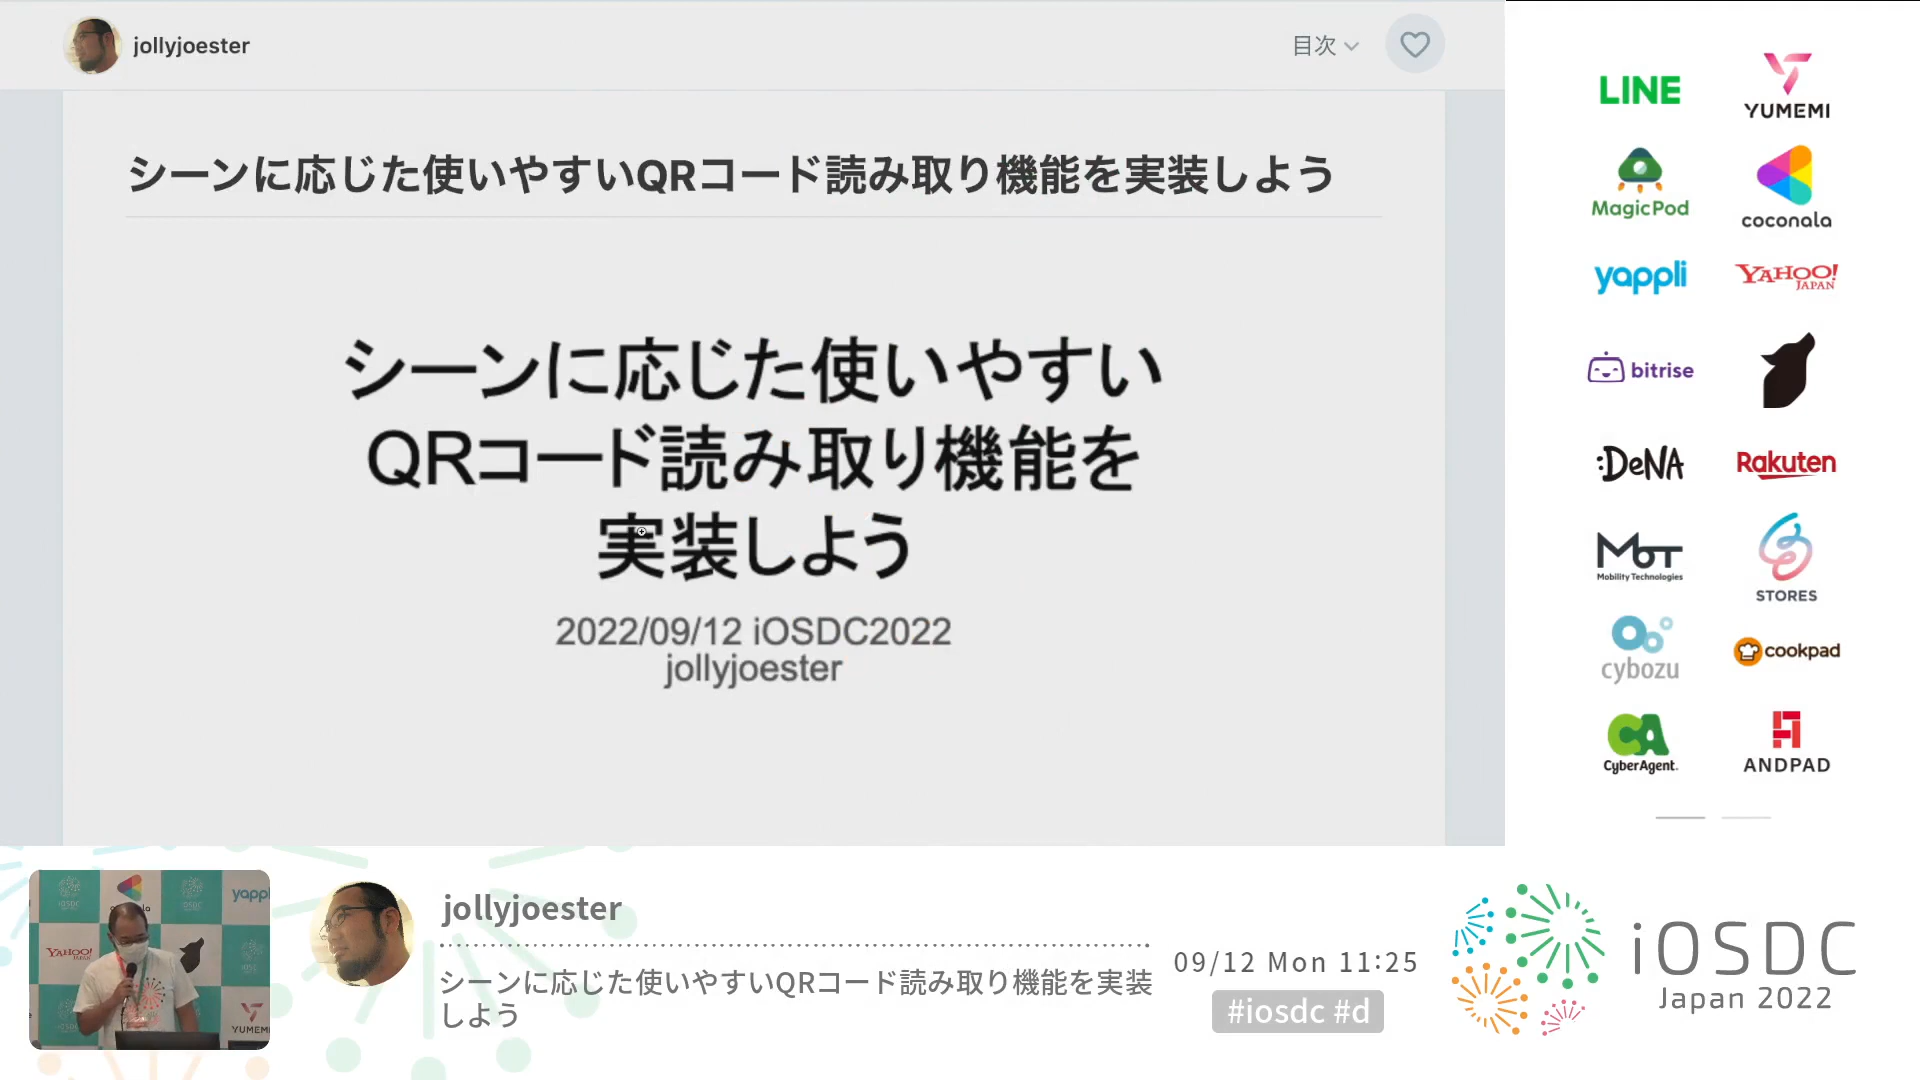 jollyjoester
目次
シーンに応じた使いやすいQRコード読み取り機能を実装しよう
シーンに応じた使いやすい
QRコード読み取り機能を
実装しよう
2022/09/12 iOSDC2022
jollyjoester
LINE
YUMEMI
MagicPod
coconala
yappli
YAHOO!
JAPAN
bitrise
:DeNA
Rakuten
MoT
Mobility Technologies
STORES
cybozu
cookpad
CA
CyberAgent.
ANDPAD
yappli
YAHOO!
YUMEMI
jollyjoester
シーンに応じた使いやすいQRコード読み取り機能を実装
しよう
09/12 Mon 11:25
#iosdc #d
iOSDC
Japan 2022